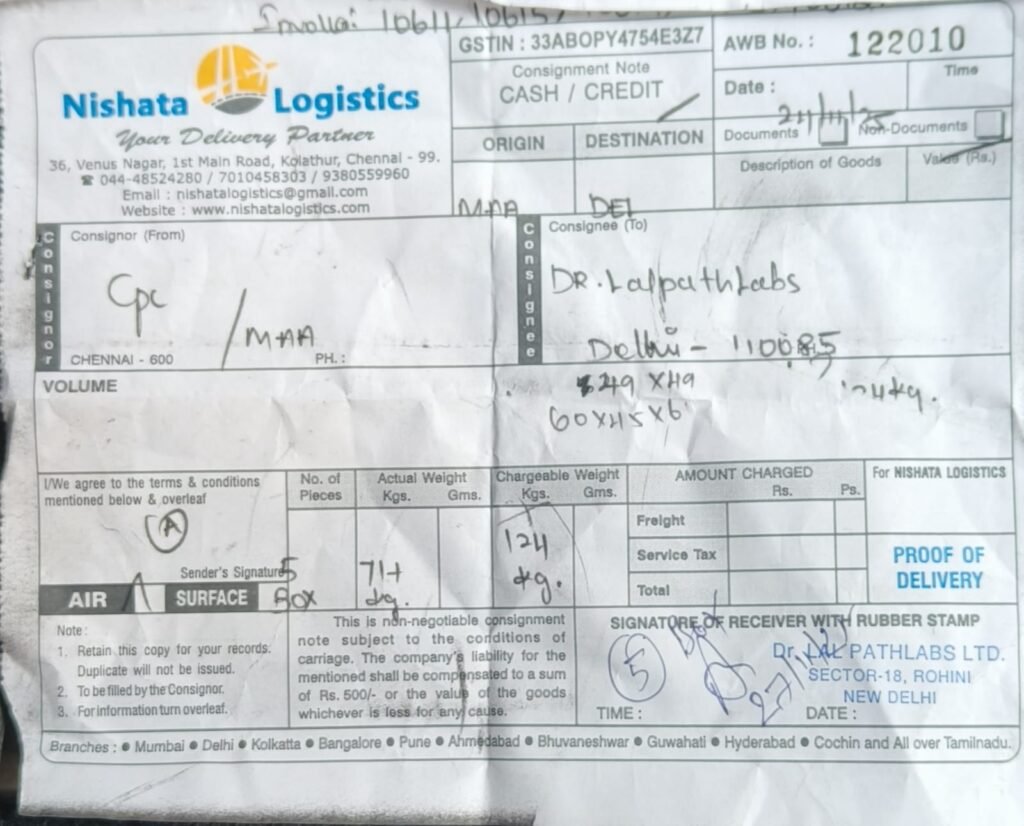 10611, 10615,
Nishata Logistics
Your Delivery Partner
36, Venus Nagar, 1st Main Road, Kolathur, Chennai - 99.
☎ 044-48524280 / 7010458303 / 9380559960
Email : nishatalogistics@gmail.com
Website : www.nishatalogistics.com
GSTIN : 33ABOPY4754E3Z7
Consignment Note
CASH / CREDIT
ORIGIN DESTINATION
MAA DEL
AWB No. : 122010
Date : Time
Documents Non-Documents
Description of Goods Value (Rs.)
Consignor
Consignor (From)
Cpc / MAA
CHENNAI - 600 PH. :
Consignee
Consignee (To)
DR. LalpathLabs
Delhi - 110085
VOLUME
49 x 49
60x45x6
I/We agree to the terms & conditions
mentioned below & overleaf
A
Sender's Signature
AIR SURFACE
No. of Pieces
5 Box
Actual Weight
Kgs. Gms.
71 kg.
Chargeable Weight
Kgs. Gms.
124 kg.
AMOUNT CHARGED
Rs. Ps.
Freight
Service Tax
Total
For NISHATA LOGISTICS
PROOF OF
DELIVERY
Note :
1. Retain this copy for your records.
Duplicate will not be issued.
2. To be filled by the Consignor.
3. For information turn overleaf.
This is non-negotiable consignment
note subject to the conditions of
carriage. The company's liability for the
mentioned shall be compensated to a sum
of Rs. 500/- or the value of the goods
whichever is less for any cause.
SIGNATURE OF RECEIVER WITH RUBBER STAMP
5 Box
Dr. LAL PATHLABS LTD.
SECTOR-18, ROHINI
NEW DELHI
TIME : DATE :
Branches : ● Mumbai ● Delhi ● Kolkatta ● Bangalore ● Pune ● Ahmedabad ● Bhuvaneshwar ● Guwahati ● Hyderabad ● Cochin and All over Tamilnadu.